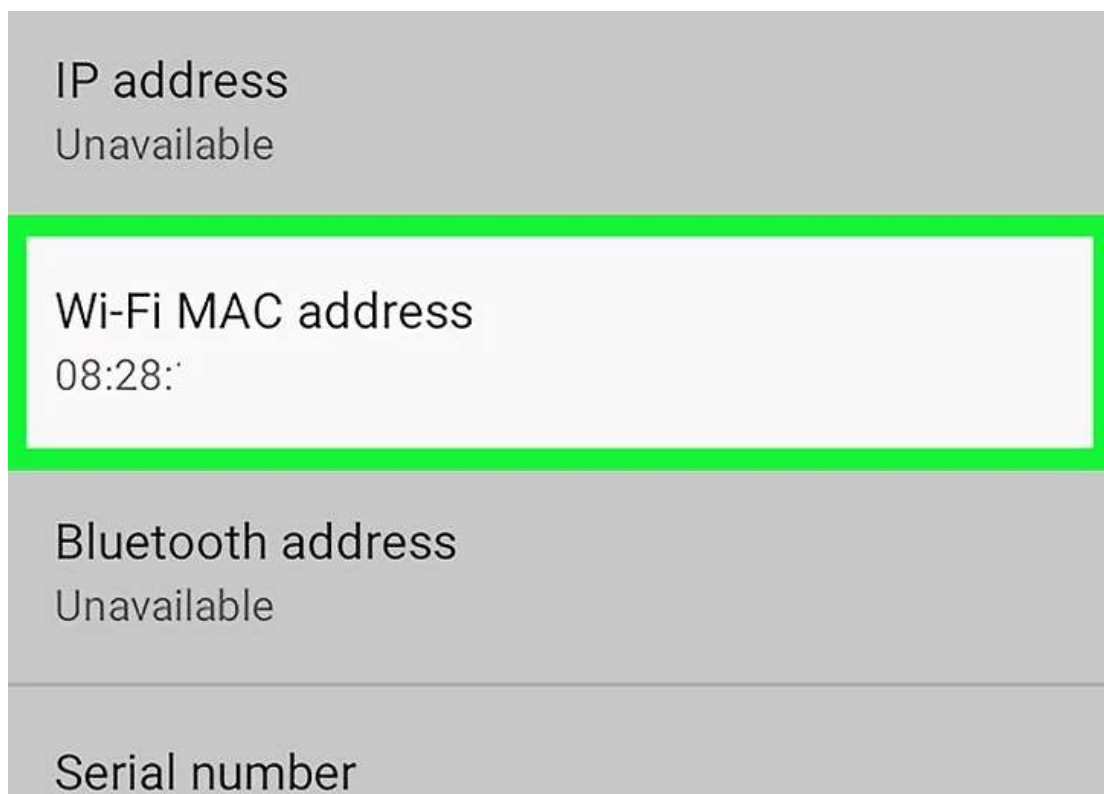 IP address
Unavailable
Wi-Fi MAC address
08:28:
Bluetooth address
Unavailable
Serial number